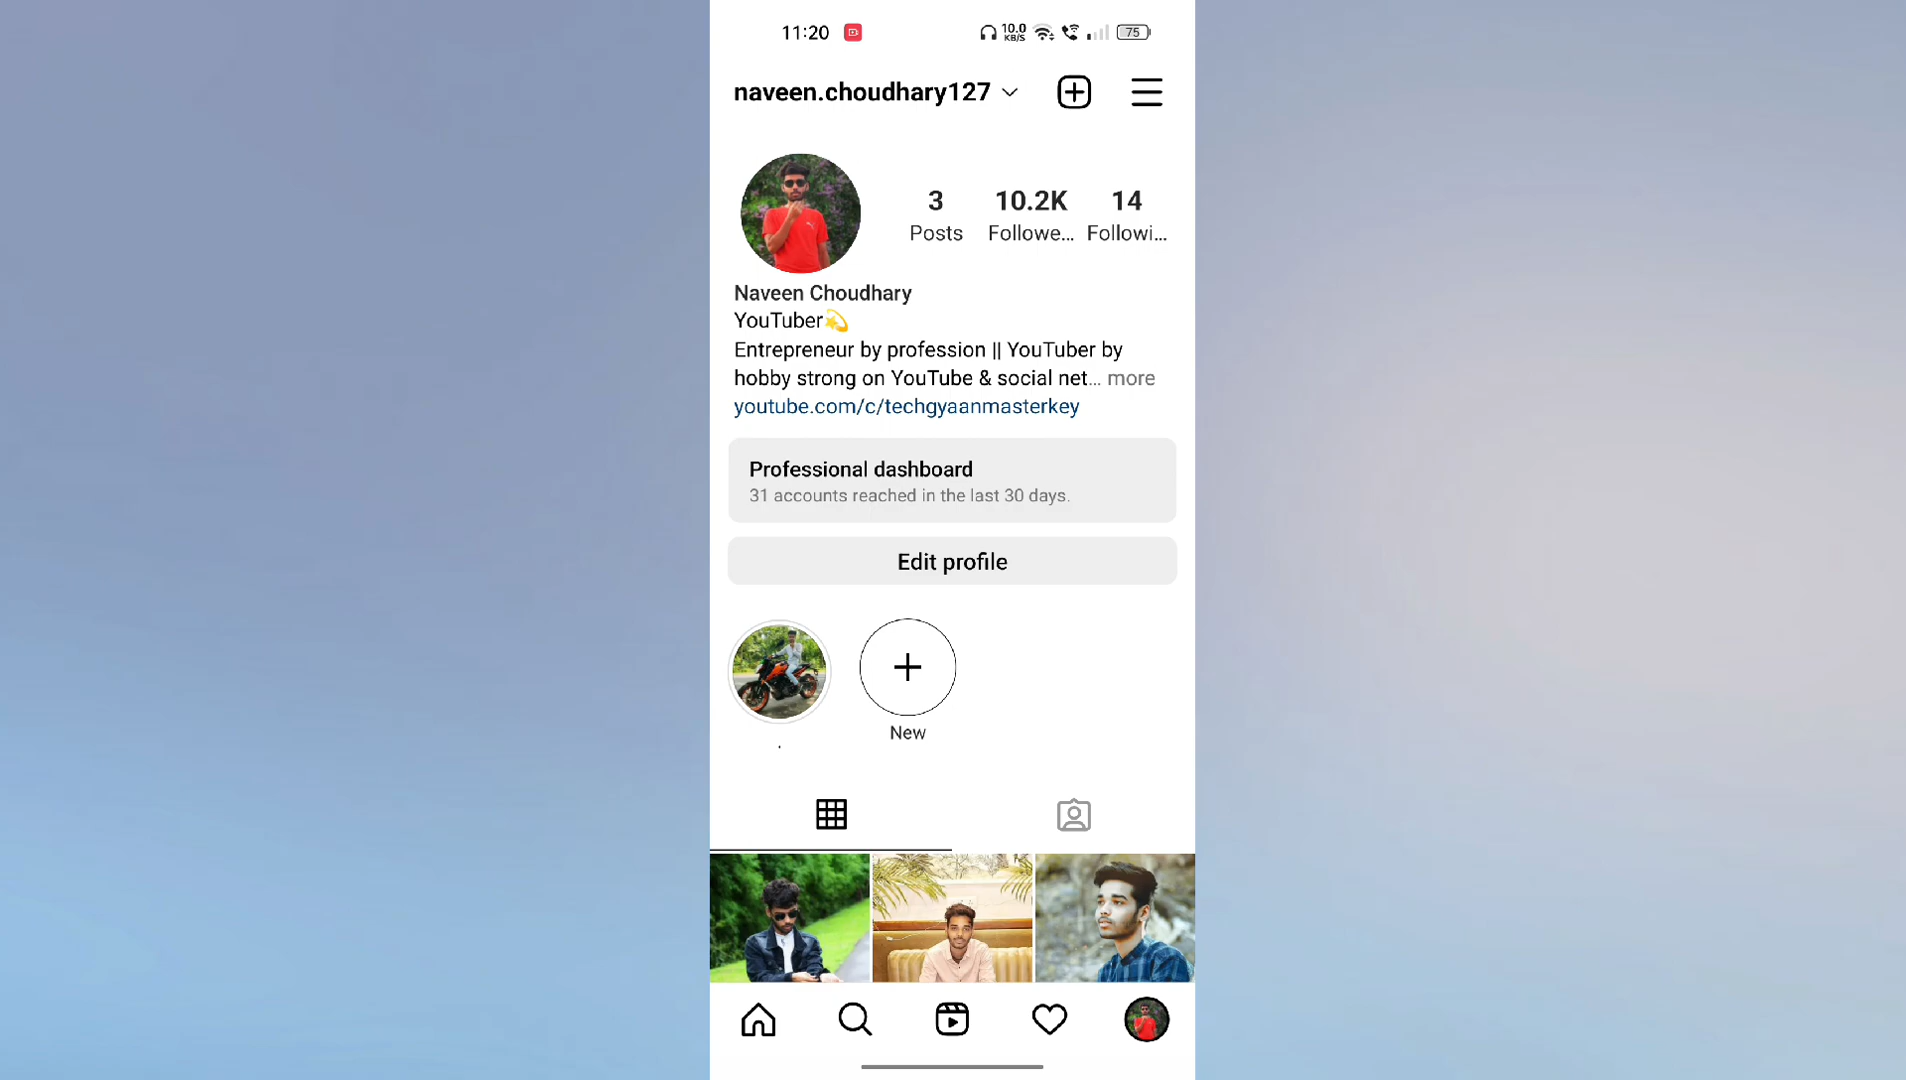 11:20 10.0 KB/S 75
naveen.choudhary127
3 10.2K 14
Posts Followe... Followi...
Naveen Choudhary
YouTuber💫
Entrepreneur by profession || YouTuber by
hobby strong on YouTube & social net... more
youtube.com/c/techgyaanmasterkey
Professional dashboard
31 accounts reached in the last 30 days.
Edit profile
. New